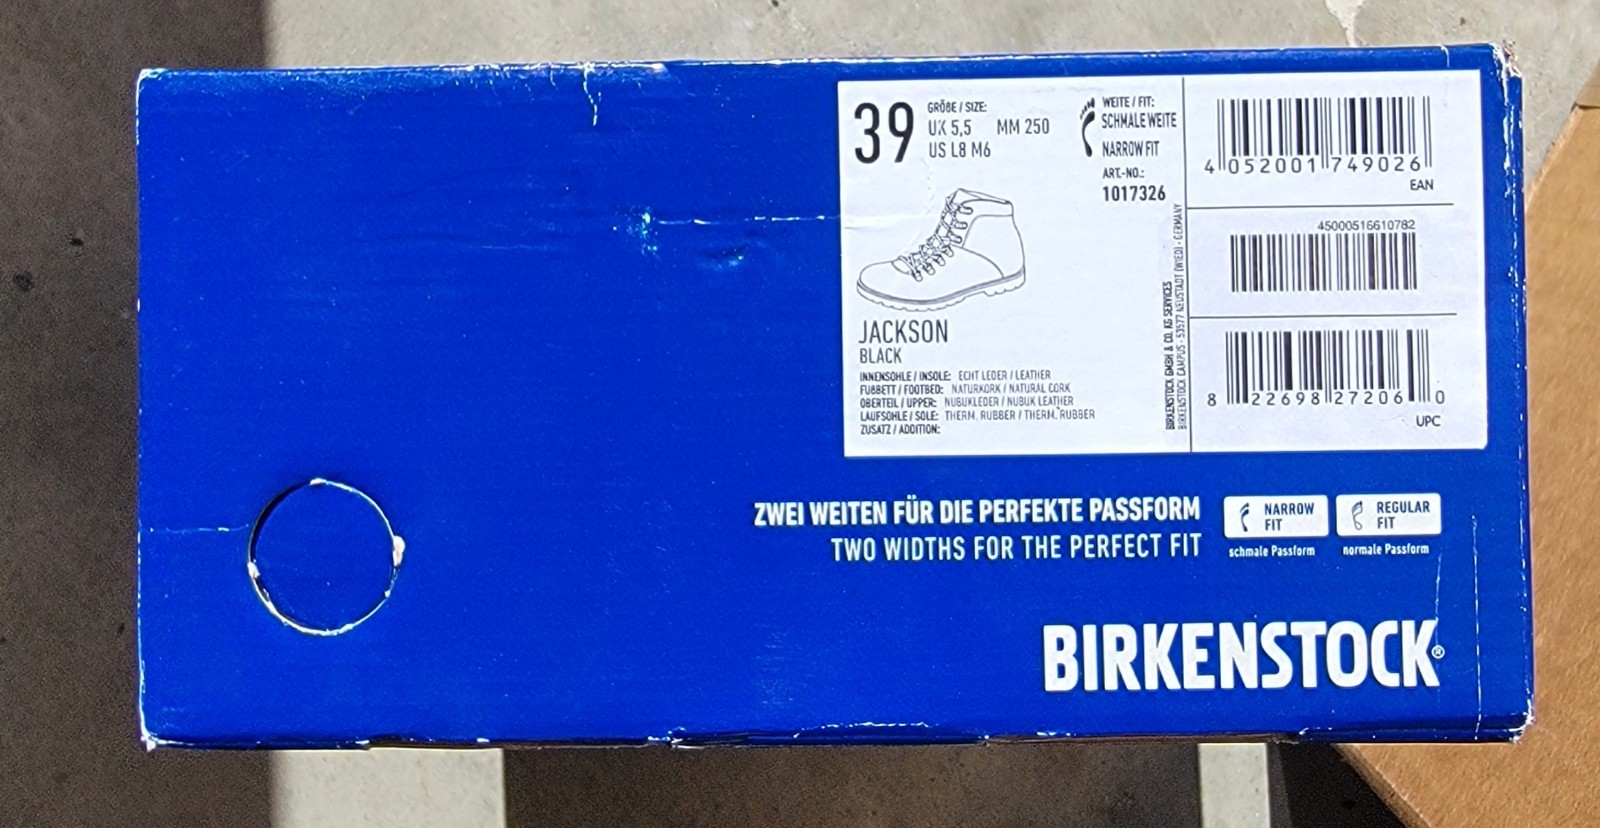 39
GRÖßE / SIZE:
UK 5,5 MM 250
US L8 M6
WEITE / FIT:
SCHMALE WEITE
NARROW FIT
ART.-NO.:
1017326
JACKSON
BLACK
INNENSOHLE / INSOLE: ECHT LEDER / LEATHER
FUßBETT / FOOTBED: NATURKORK / NATURAL CORK
OBERTEIL / UPPER: NUBUKLEDER / NUBUK LEATHER
LAUFSOHLE / SOLE: THERM. RUBBER / THERM. RUBBER
ZUSATZ / ADDITION:
BIRKENSTOCK GMBH & CO. KG SERVICES
BIRKENSTOCK CAMPUS - 53577 NEUSTADT (WIED) - GERMANY
4 052001 749026
EAN
45000516610782
8 22698 27206 0
UPC
ZWEI WEITEN FÜR DIE PERFEKTE PASSFORM
TWO WIDTHS FOR THE PERFECT FIT
NARROW
FIT
schmale Passform
REGULAR
FIT
normale Passform
BIRKENSTOCK®